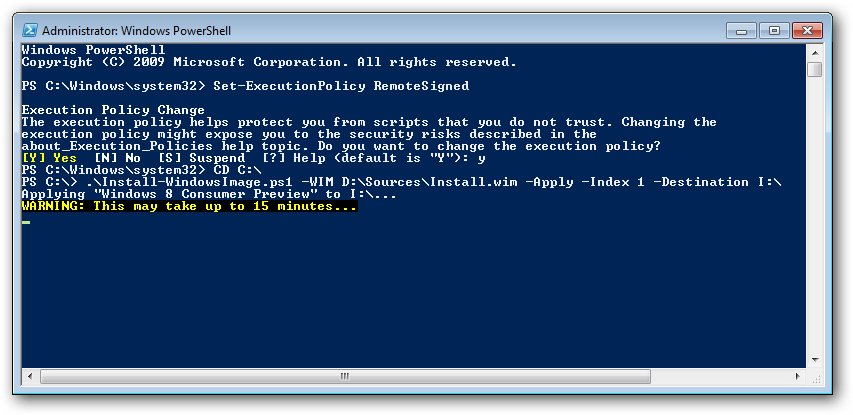 Administrator: Windows PowerShell
Windows PowerShell
Copyright (C) 2009 Microsoft Corporation. All rights reserved.
PS C:\Windows\system32> Set-ExecutionPolicy RemoteSigned
Execution Policy Change
The execution policy helps protect you from scripts that you do not trust. Changing the
execution policy might expose you to the security risks described in the
about_Execution_Policies help topic. Do you want to change the execution policy?
[Y] Yes  [N] No  [S] Suspend  [?] Help (default is "Y"): y
PS C:\Windows\system32> CD C:\
PS C:\> .\Install-WindowsImage.ps1 -WIM D:\Sources\Install.wim -Apply -Index 1 -Destination I:\
Applying "Windows 8 Consumer Preview" to I:\...
WARNING: This may take up to 15 minutes...